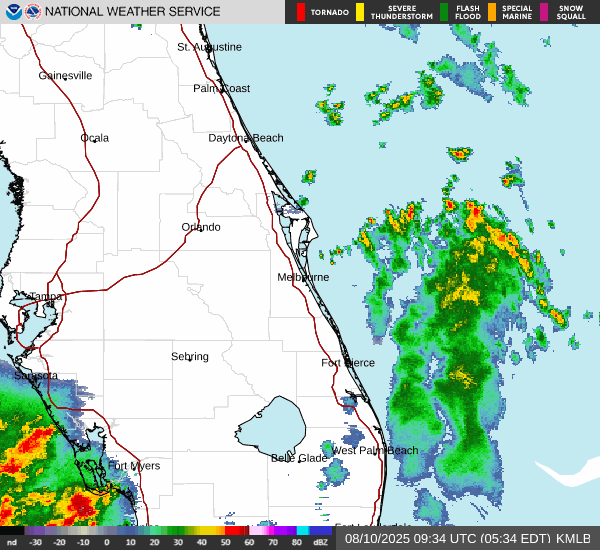 NATIONAL WEATHER SERVICE
TORNADO
SEVERE THUNDERSTORM
FLASH FLOOD
SPECIAL MARINE
SNOW SQUALL
St. Augustine
Gainesville
Palm Coast
Ocala
Daytona Beach
Orlando
Melbourne
Tampa
Sebring
Fort Pierce
Sarasota
West Palm Beach
Belle Glade
Fort Myers
nd -20 -10 0 10 20 30 40 50 60 70 80 dBZ
08/10/2025 09:34 UTC (05:34 EDT) KMLB